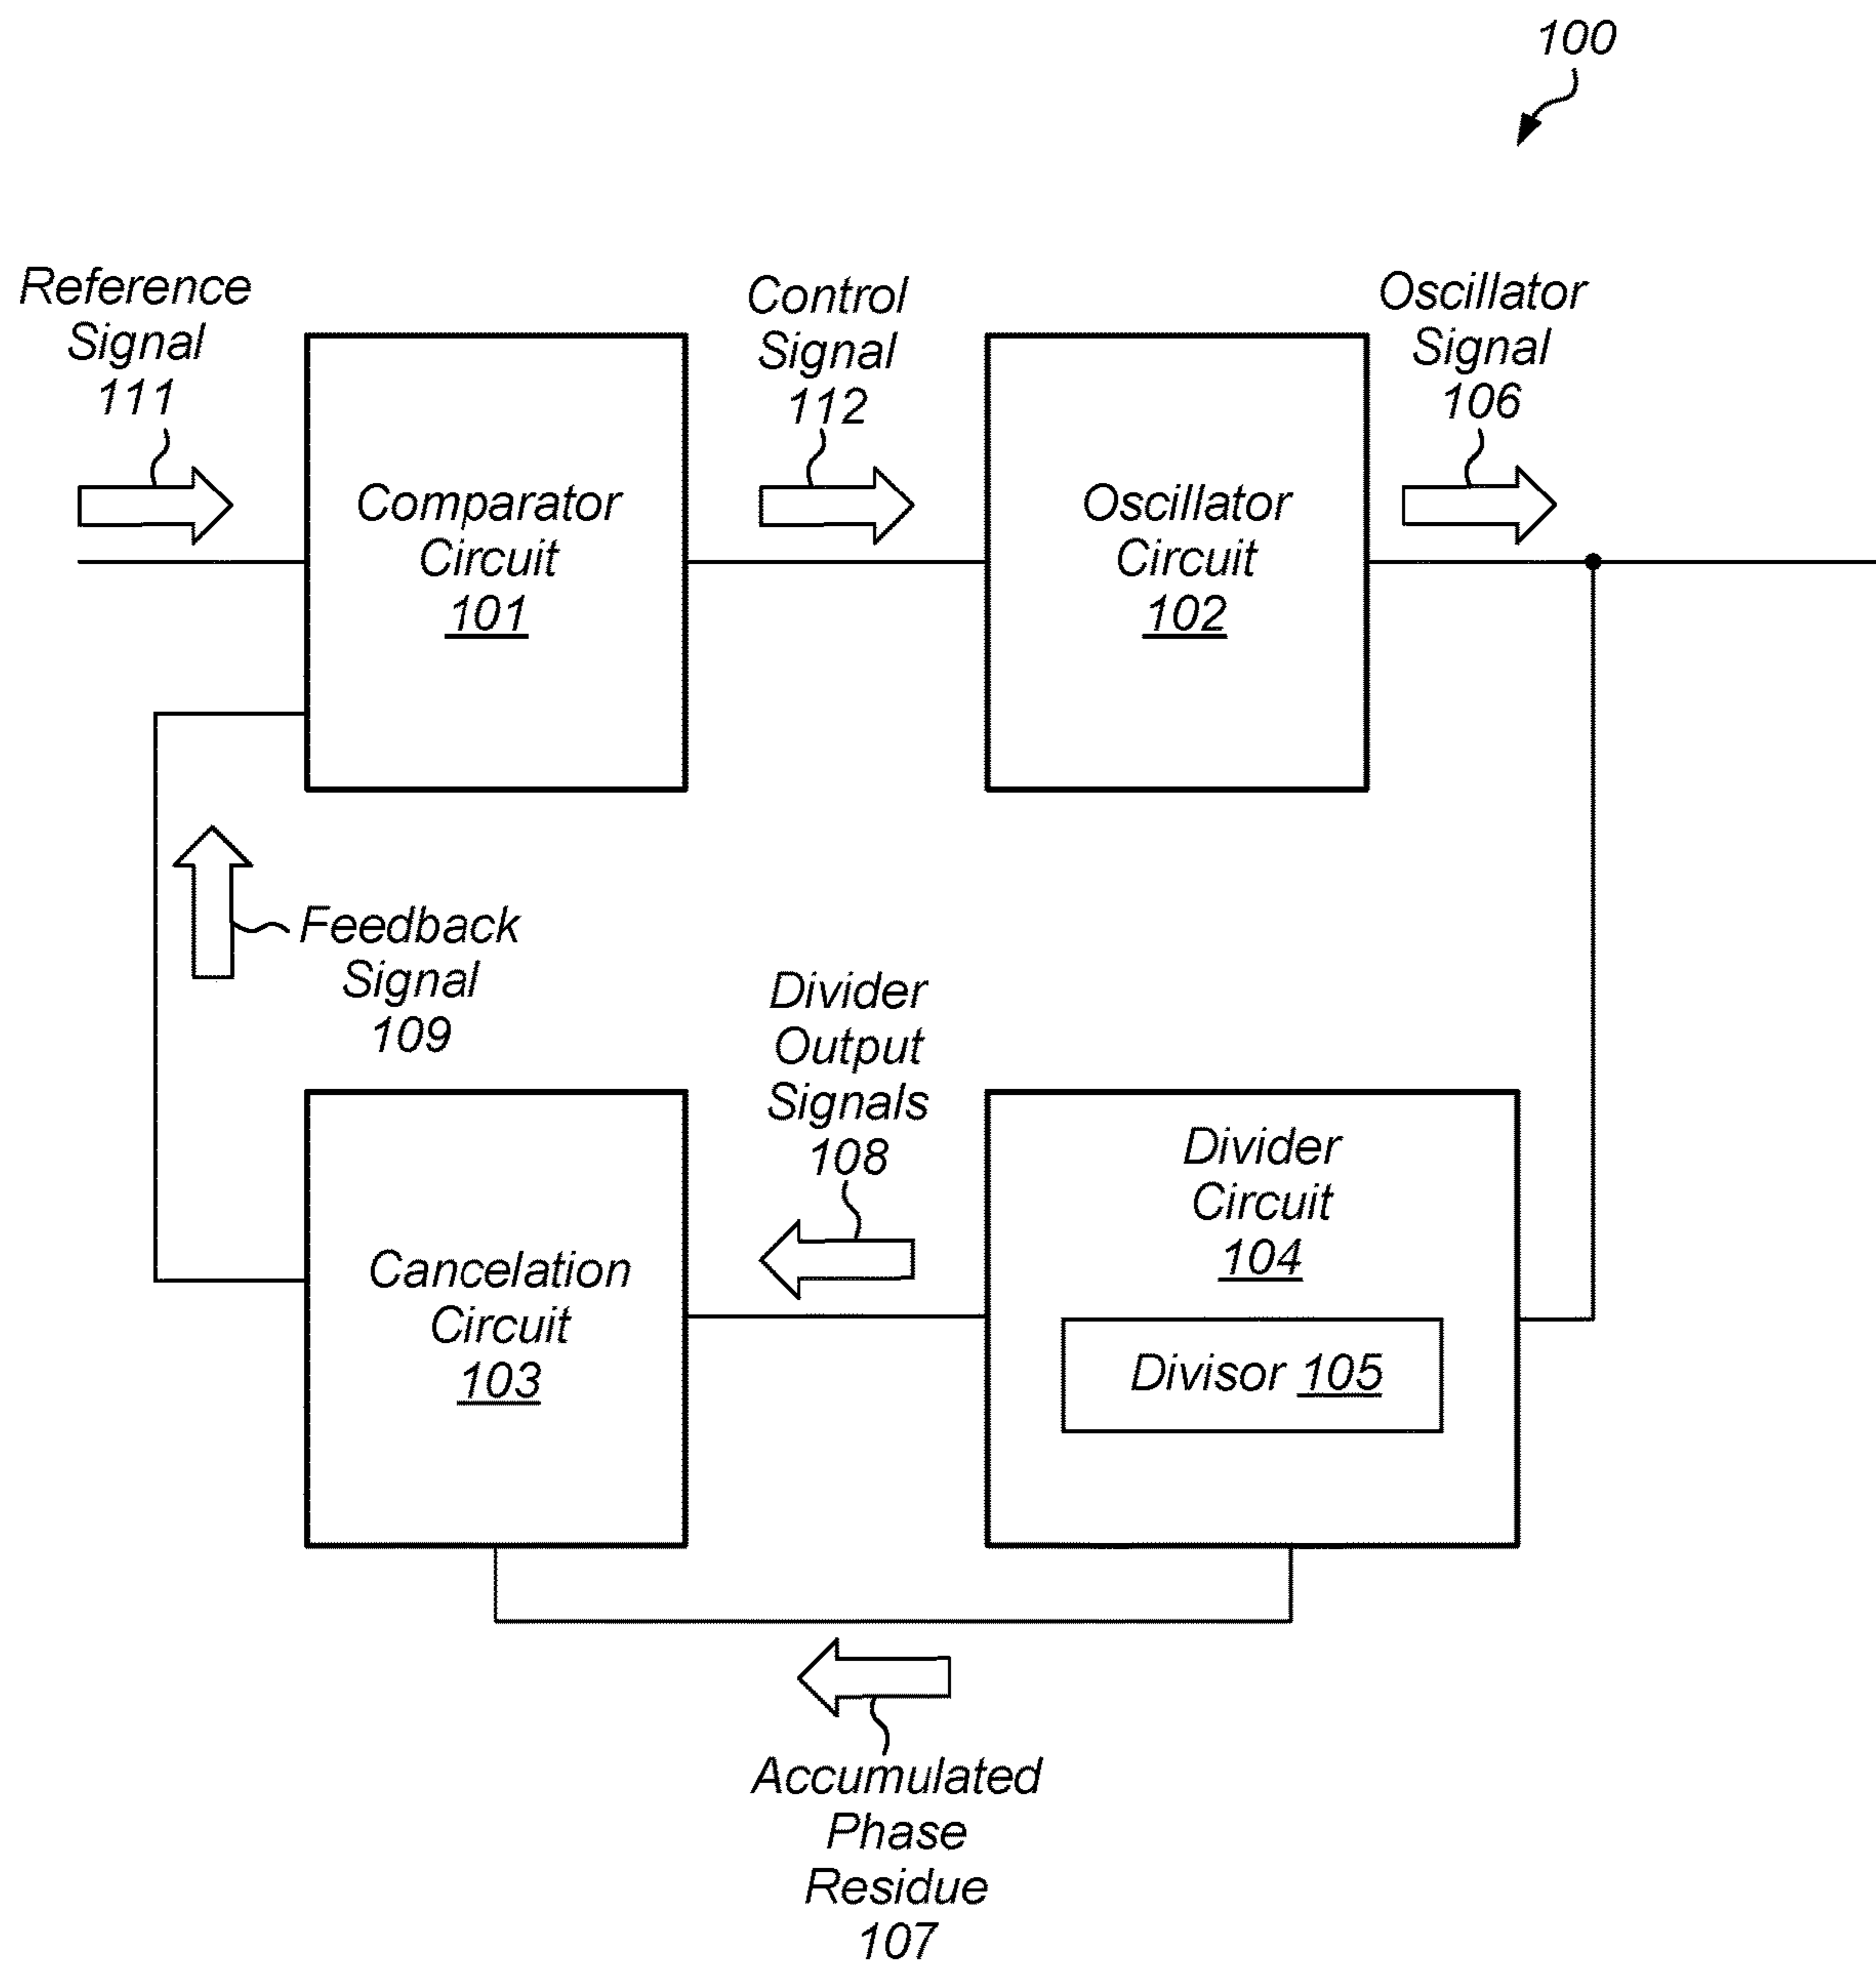 100
Reference
Signal
111
Control
Signal
112
Oscillator
Signal
106
Comparator
Circuit
101
Oscillator
Circuit
102
Feedback
Signal
109
Divider
Output
Signals
108
Cancelation
Circuit
103
Divider
Circuit
104
Divisor 105
Accumulated
Phase
Residue
107